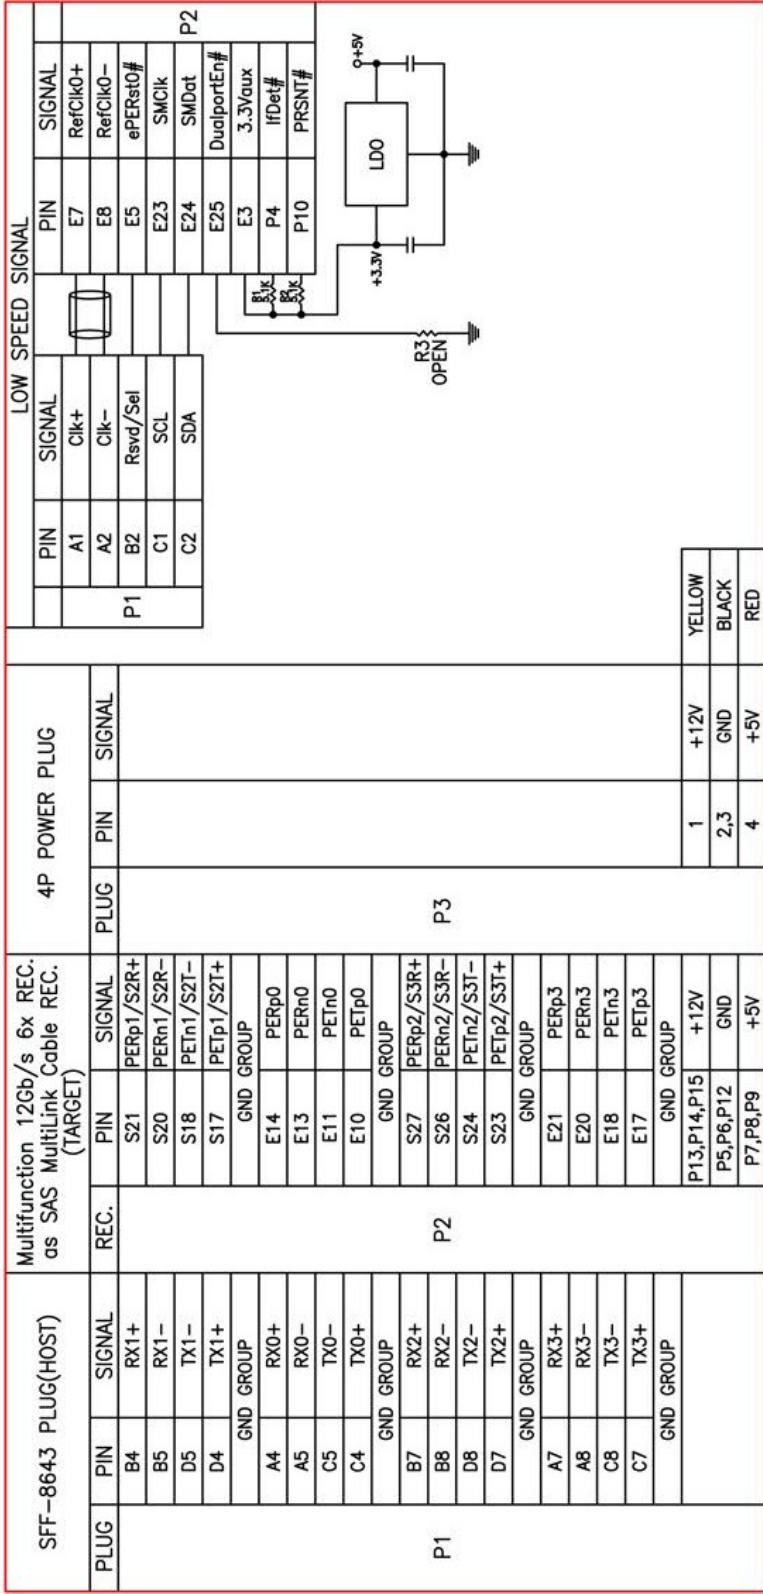 SFF-8643 PLUG(HOST)
Multifunction 12Gb/s 6x REC.
as SAS MultiLink Cable REC.
(TARGET)
4P POWER PLUG
PLUG PIN SIGNAL REC. PIN SIGNAL PLUG PIN SIGNAL
P1 P2 P3
B4 RX1+ S21 PERp1/S2R+
B5 RX1- S20 PERn1/S2R-
D5 TX1- S18 PETn1/S2T-
D4 TX1+ S17 PETp1/S2T+
GND GROUP GND GROUP
A4 RX0+ E14 PERp0
A5 RX0- E13 PERn0
C5 TX0- E11 PETn0
C4 TX0+ E10 PETp0
GND GROUP GND GROUP
B7 RX2+ S27 PERp2/S3R+
B8 RX2- S26 PERn2/S3R-
D8 TX2- S24 PETn2/S3T-
D7 TX2+ S23 PETp2/S3T+
GND GROUP GND GROUP
A7 RX3+ E21 PERp3
A8 RX3- E20 PERn3
C8 TX3- E18 PETn3
C7 TX3+ E17 PETp3
GND GROUP GND GROUP
P13,P14,P15 +12V 1 +12V YELLOW
P5,P6,P12 GND 2,3 GND BLACK
P7,P8,P9 +5V 4 +5V RED
LOW SPEED SIGNAL
PIN SIGNAL PIN SIGNAL
P1 P2
A1 Clk+ E7 RefClk0+
A2 Clk- E8 RefClk0-
B2 Rsvd/Sel E5 ePERst0#
C1 SCL E23 SMClk
C2 SDA E24 SMDat
E25 DualportEn#
E3 3.3Vaux
R1
5.1K
P4 IfDet#
R2
5.1K
P10 PRSNT#
+3.3V
LDO
+5V
R3
OPEN